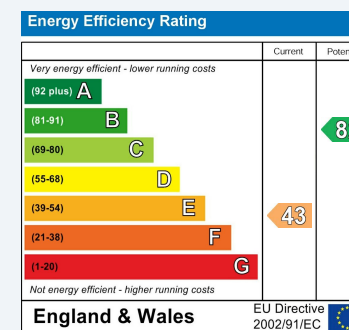 Energy Efficiency Rating
Current
Very energy efficient - lower running costs
(92 plus) A
(81-91) B
(69-80) C
(55-68) D
(39-54) E
43
(21-38) F
(1-20) G
Not energy efficient - higher running costs
England & Wales
EU Directive
2002/91/EC